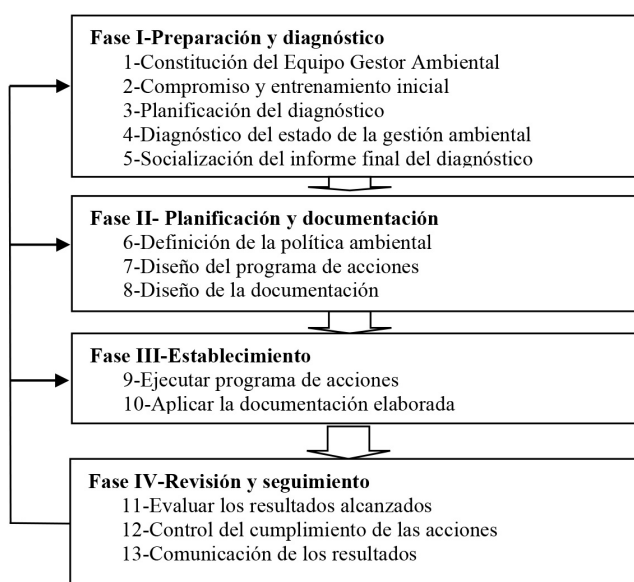 Fase I-Preparación y diagnóstico
1-Constitución del Equipo Gestor Ambiental
2-Compromiso y entrenamiento inicial
3-Planificación del diagnóstico
4-Diagnóstico del estado de la gestión ambiental
5-Socialización del informe final del diagnóstico
Fase II- Planificación y documentación
6-Definición de la política ambiental
7-Diseño del programa de acciones
8-Diseño de la documentación
Fase III-Establecimiento
9-Ejecutar programa de acciones
10-Aplicar la documentación elaborada
Fase IV-Revisión y seguimiento
11-Evaluar los resultados alcanzados
12-Control del cumplimiento de las acciones
13-Comunicación de los resultados